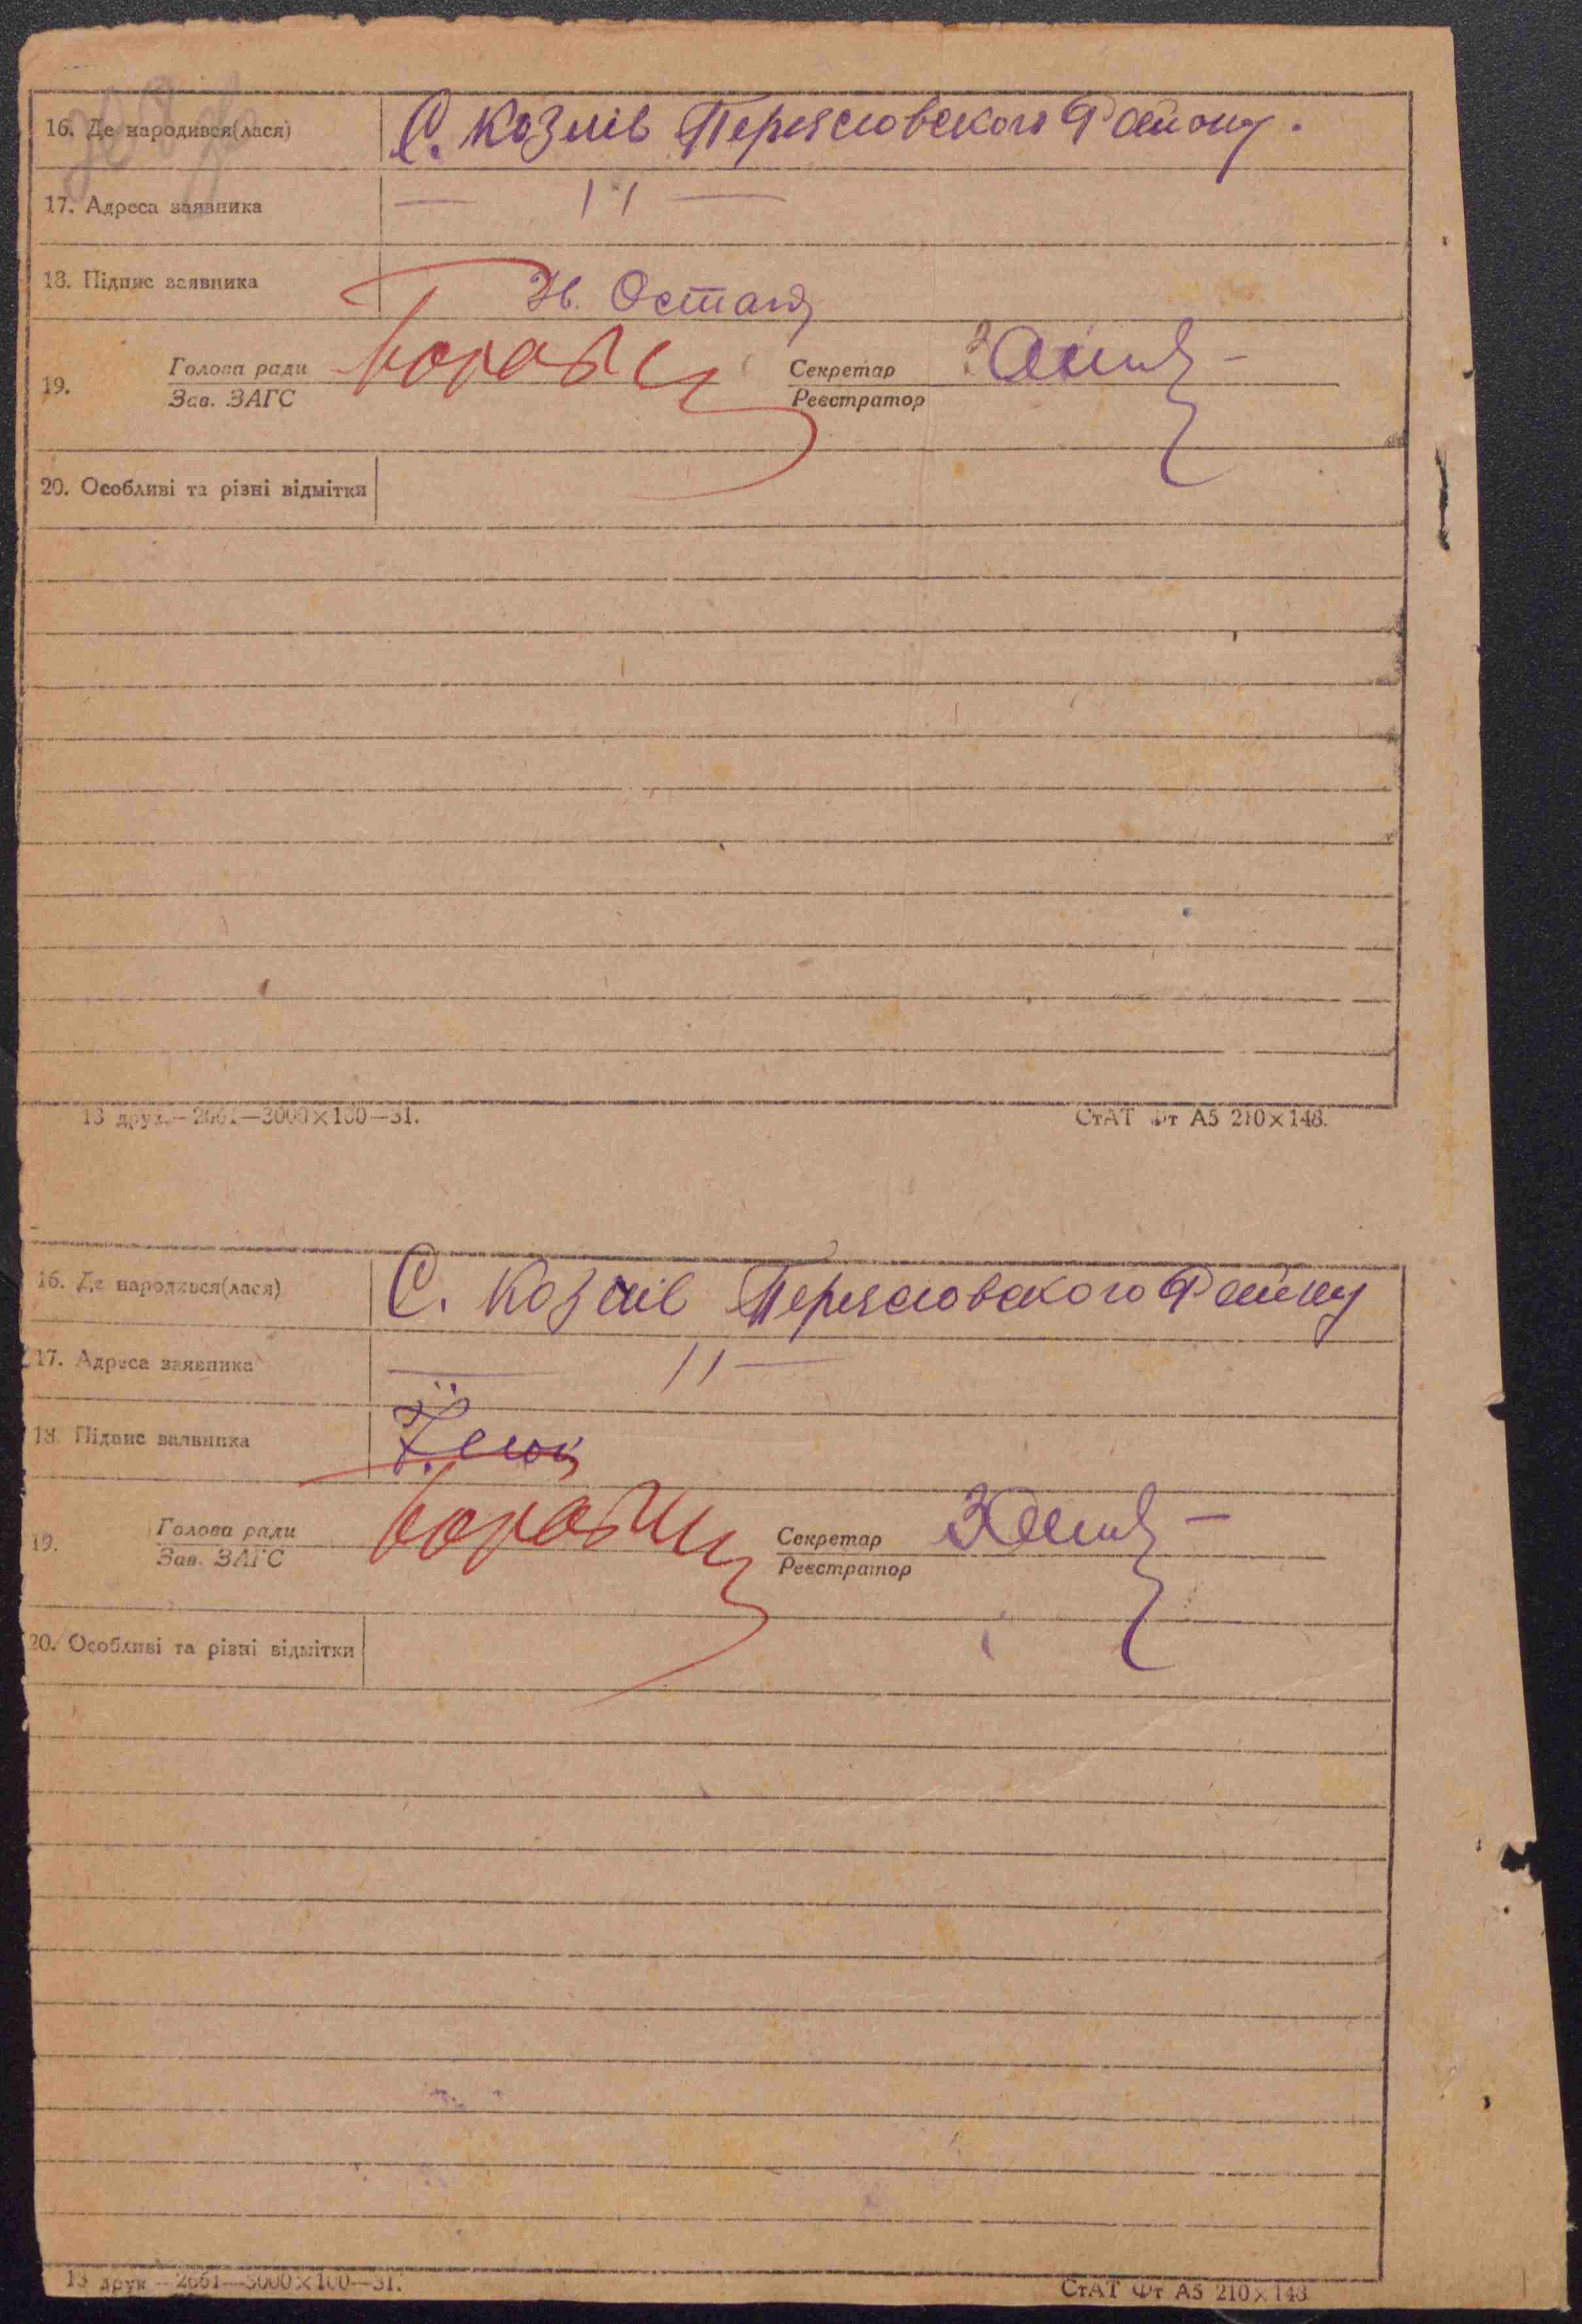 16. Де народився(лася) С. Козлів Переясловського Району.
17. Адреса заявника — 11 —
18. Підпис заявника
19. Голова ради Секретар
Зав. ЗАГС Реєстратор
20. Особливі та різні відмітки
13 друк.—2661—3000×100—31. СтАТ Фт А5 210×148.
16. Де народився(лася) С. Козлів Переясловского Району
17. Адреса заявника — 11 —
18. Підпис заявника
19. Голова ради Секретар
Зав. ЗАГС Реєстратор
20. Особливі та різні відмітки
13 друк.—2661—3000×100—31. СтАТ Фт А5 210×148